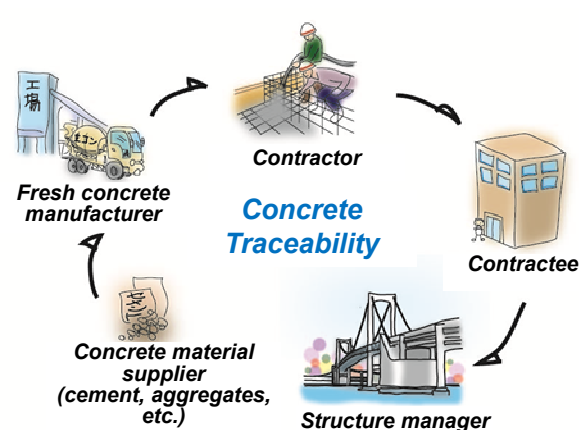 工場
Contractor
Fresh concrete
manufacturer
Concrete
Traceability
Contractee
Concrete material
supplier
(cement, aggregates,
etc.)
Structure manager